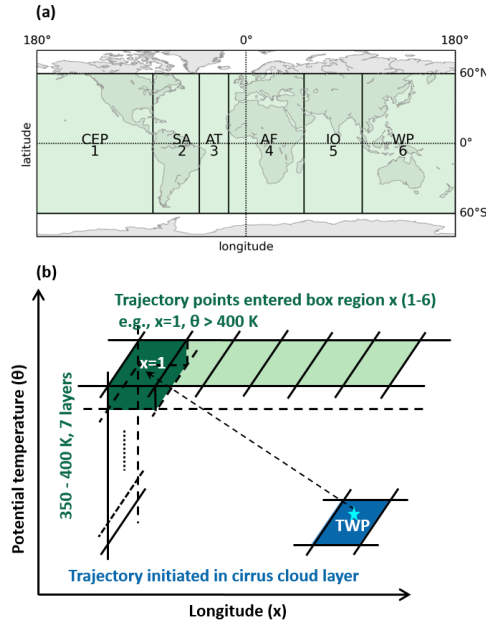 (a)
180° 0° 180°
60°N
CEP SA AT AF IO WP
1 2 3 4 5 6
0°
60°S
latitude
longitude
(b)
Trajectory points entered box region x (1-6)
e.g., x=1, θ > 400 K
x=1
350 - 400 K, 7 layers
Potential temperature (θ)
TWP
Trajectory initiated in cirrus cloud layer
Longitude (x)